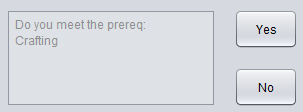 Do you meet the prereq:
Crafting
Yes
No